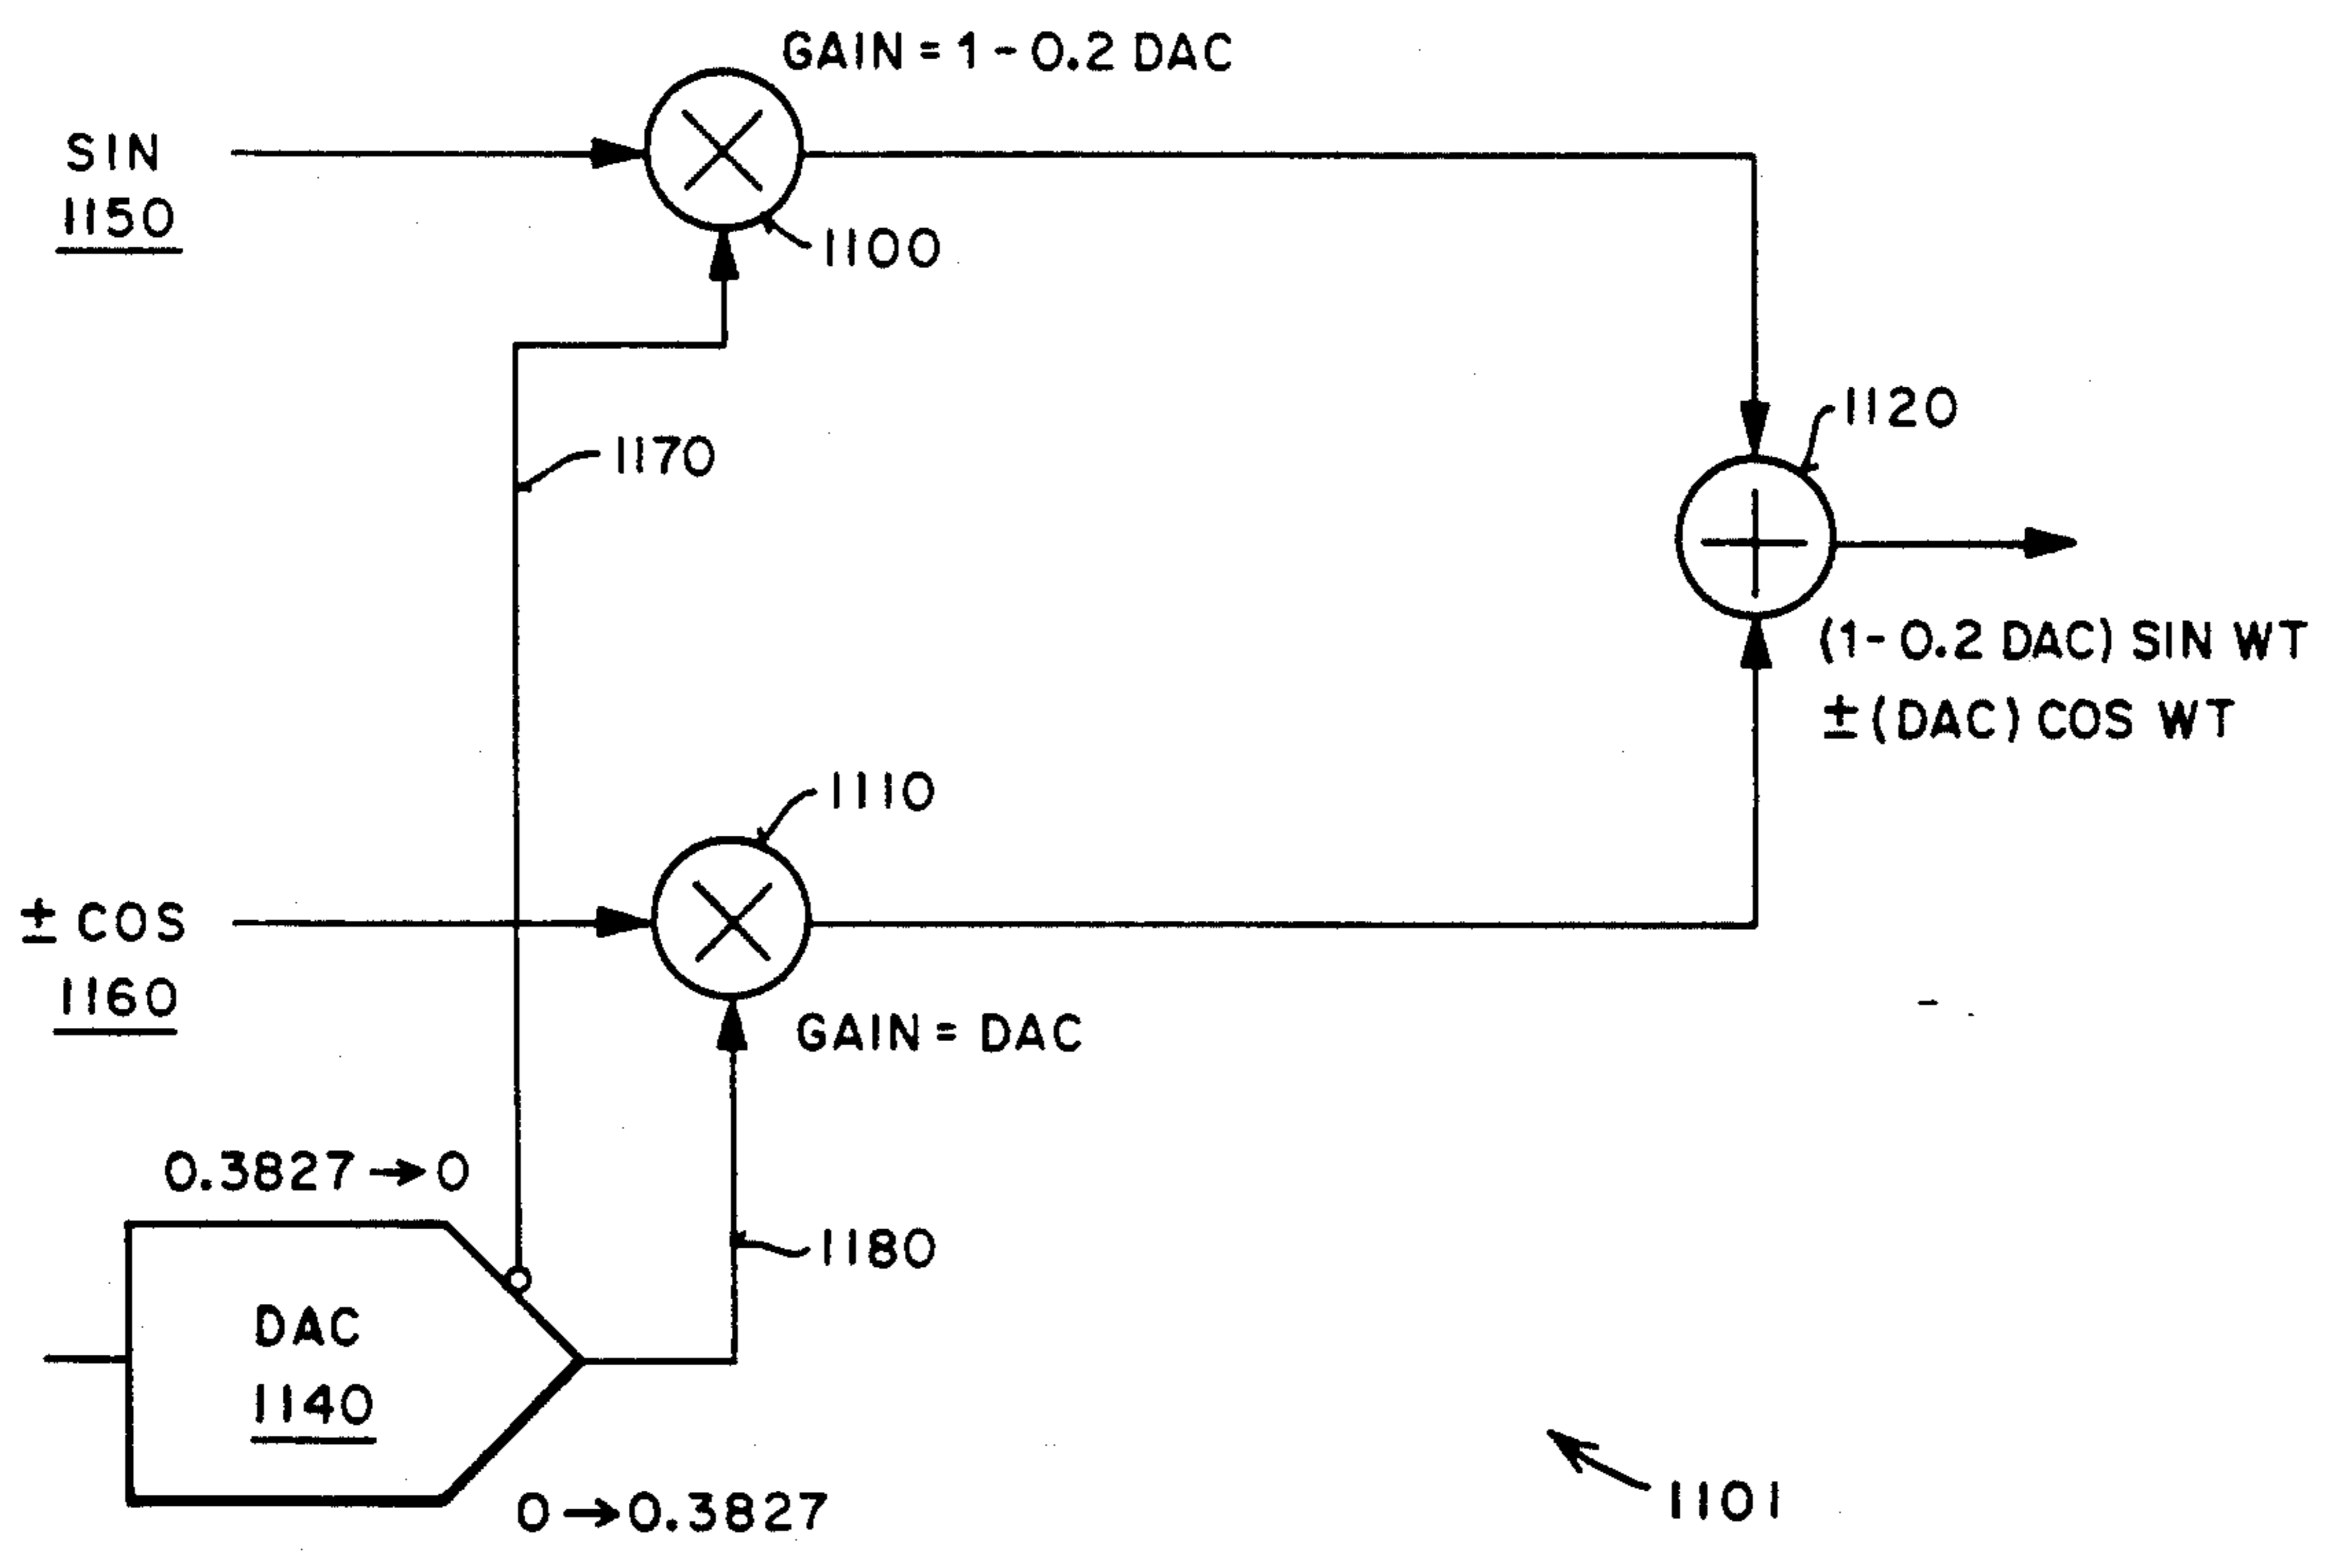 GAIN = 1 - 0.2 DAC
SIN
1150
1100
1170
1120
(1-0.2 DAC) SIN WT
±(DAC) COS WT
1110
± COS
1160
GAIN = DAC
0.3827→0
1180
DAC
1140
0→0.3827
1101